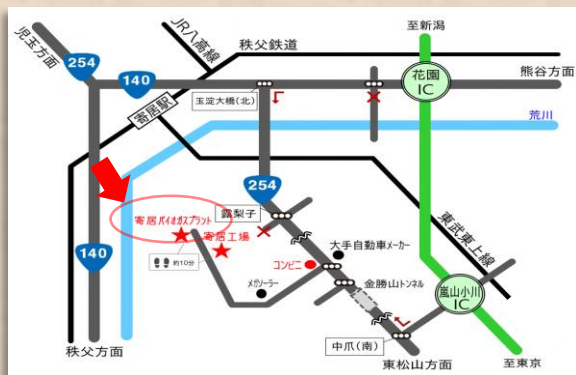 至新潟
児玉方面
JR八高線
秩父鉄道
254
140
花園
IC
熊谷方面
玉淀大橋(北)
寄居駅
荒川
254
露梨子
寄居バイオガスプラント
寄居工場
約10分
大手自動車メーカー
コンビニ
メガソーラー
金勝山トンネル
東武東上線
嵐山小川
IC
140
中爪(南)
秩父方面
東松山方面
至東京